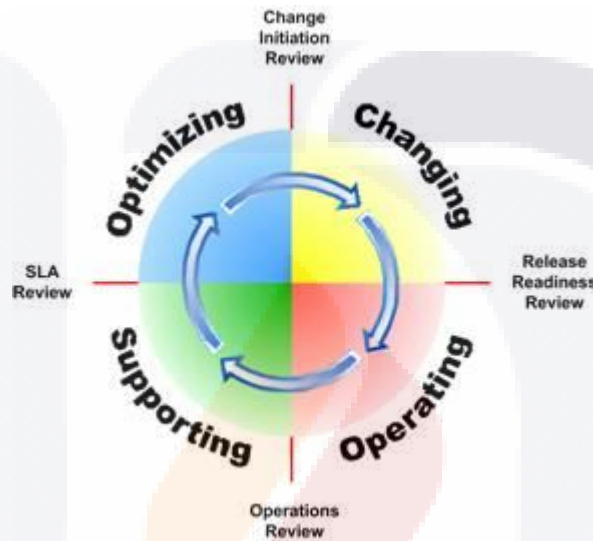 Change
Initiation
Review
Optimizing
Changing
SLA
Review
Release
Readiness
Review
Supporting
Operating
Operations
Review